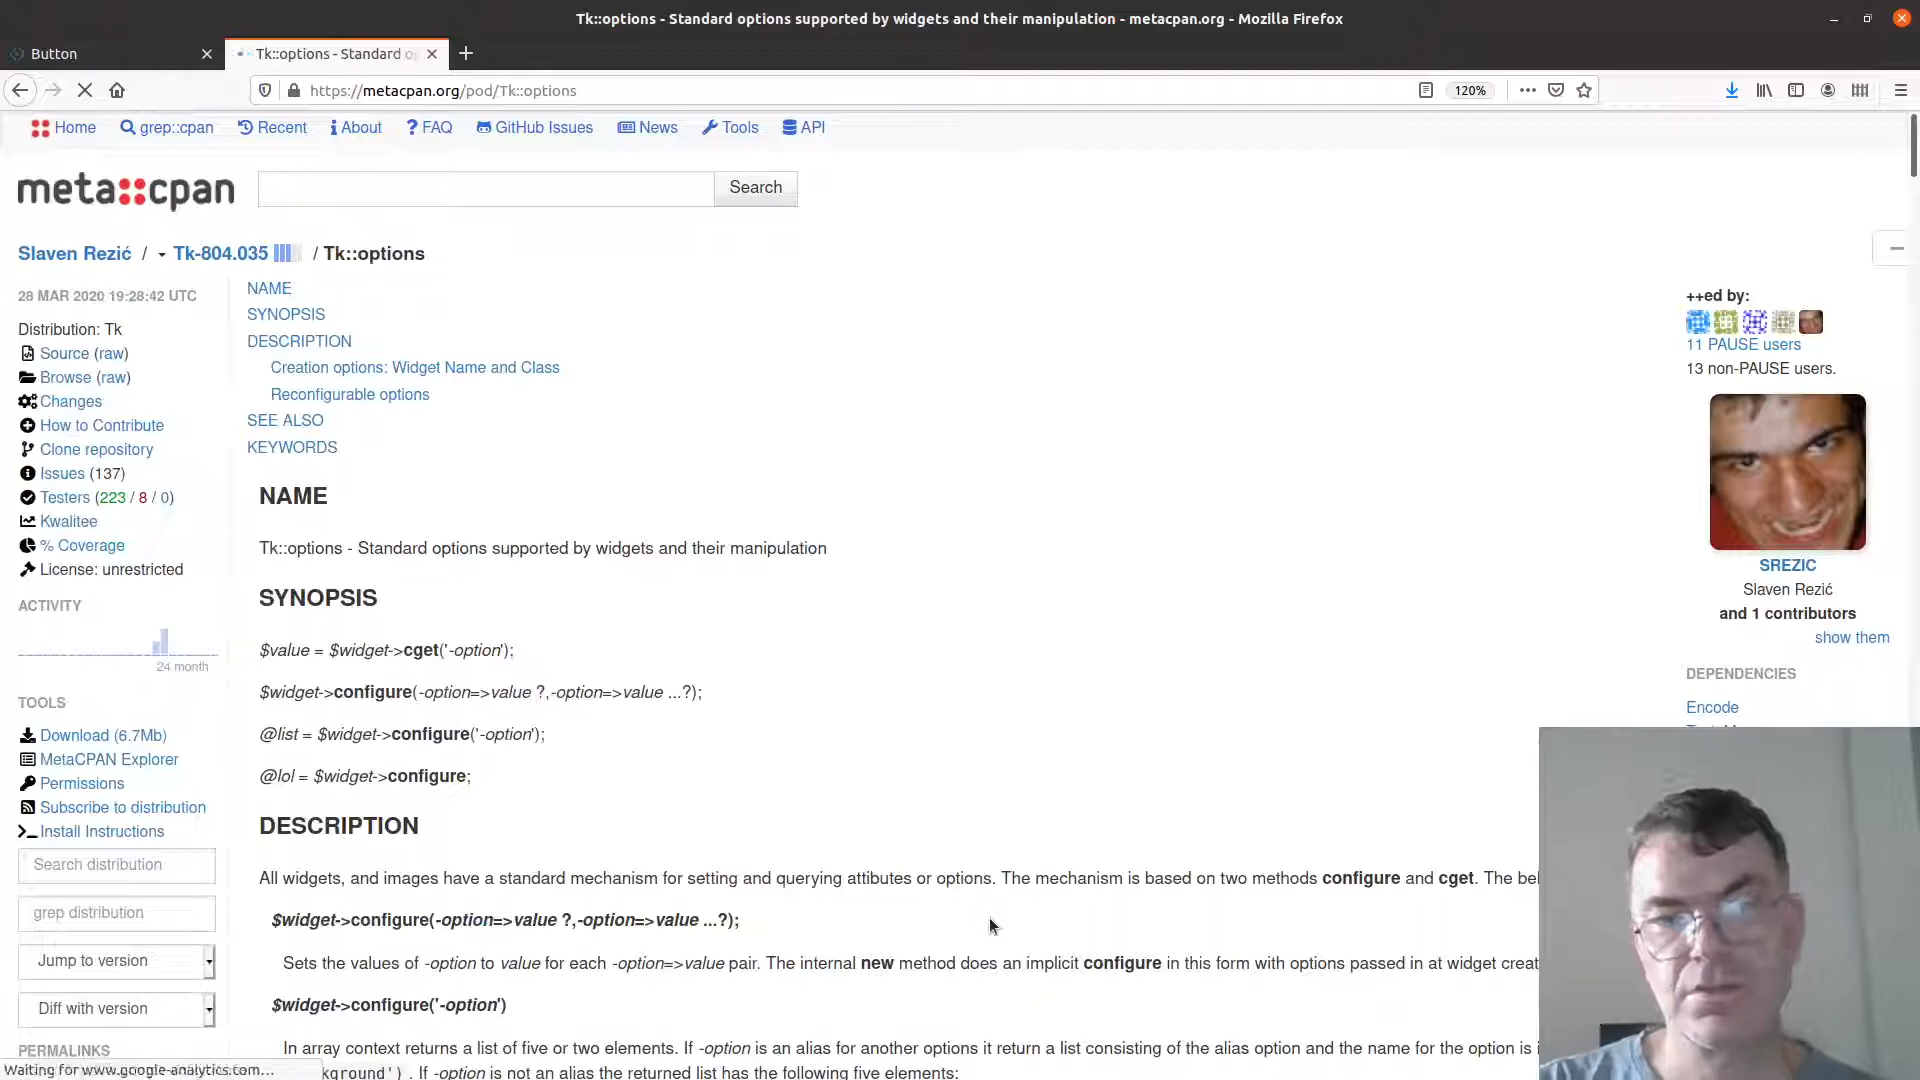 Tk::options - Standard options supported by widgets and their manipulation - metacpan.org - Mozilla Firefox
Button
Tk::options - Standard o
https://metacpan.org/pod/Tk::options
120%
Home
grep::cpan
Recent
About
FAQ
GitHub Issues
News
Tools
API
meta::cpan
Search
Slaven Rezić / Tk-804.035 / Tk::options
28 MAR 2020 19:28:42 UTC
Distribution: Tk
Source (raw)
Browse (raw)
Changes
How to Contribute
Clone repository
Issues (137)
Testers (223 / 8 / 0)
Kwalitee
% Coverage
License: unrestricted
ACTIVITY
24 month
TOOLS
Download (6.7Mb)
MetaCPAN Explorer
Permissions
Subscribe to distribution
Install Instructions
Search distribution
grep distribution
Jump to version
Diff with version
PERMALINKS
Waiting for www.google-analytics.com...
NAME
SYNOPSIS
DESCRIPTION
Creation options: Widget Name and Class
Reconfigurable options
SEE ALSO
KEYWORDS
NAME
Tk::options - Standard options supported by widgets and their manipulation
SYNOPSIS
$value = $widget->cget('-option');
$widget->configure(-option=>value ?,-option=>value ...?);
@list = $widget->configure('-option');
@lol = $widget->configure;
DESCRIPTION
All widgets, and images have a standard mechanism for setting and querying attibutes or options. The mechanism is based on two methods configure and cget. The
$widget->configure(-option=>value ?,-option=>value ...?);
Sets the values of -option to value for each -option=>value pair. The internal new method does an implicit configure in this form with options passed in at widget
$widget->configure('-option')
In array context returns a list of five or two elements. If -option is an alias for another options it return a list consisting of the alias option and the name for the option is
kground') . If -option is not an alias the returned list has the following five elements:
++ed by:
11 PAUSE users
13 non-PAUSE users.
SREZIC
Slaven Rezić
and 1 contributors
show them
DEPENDENCIES
Encode